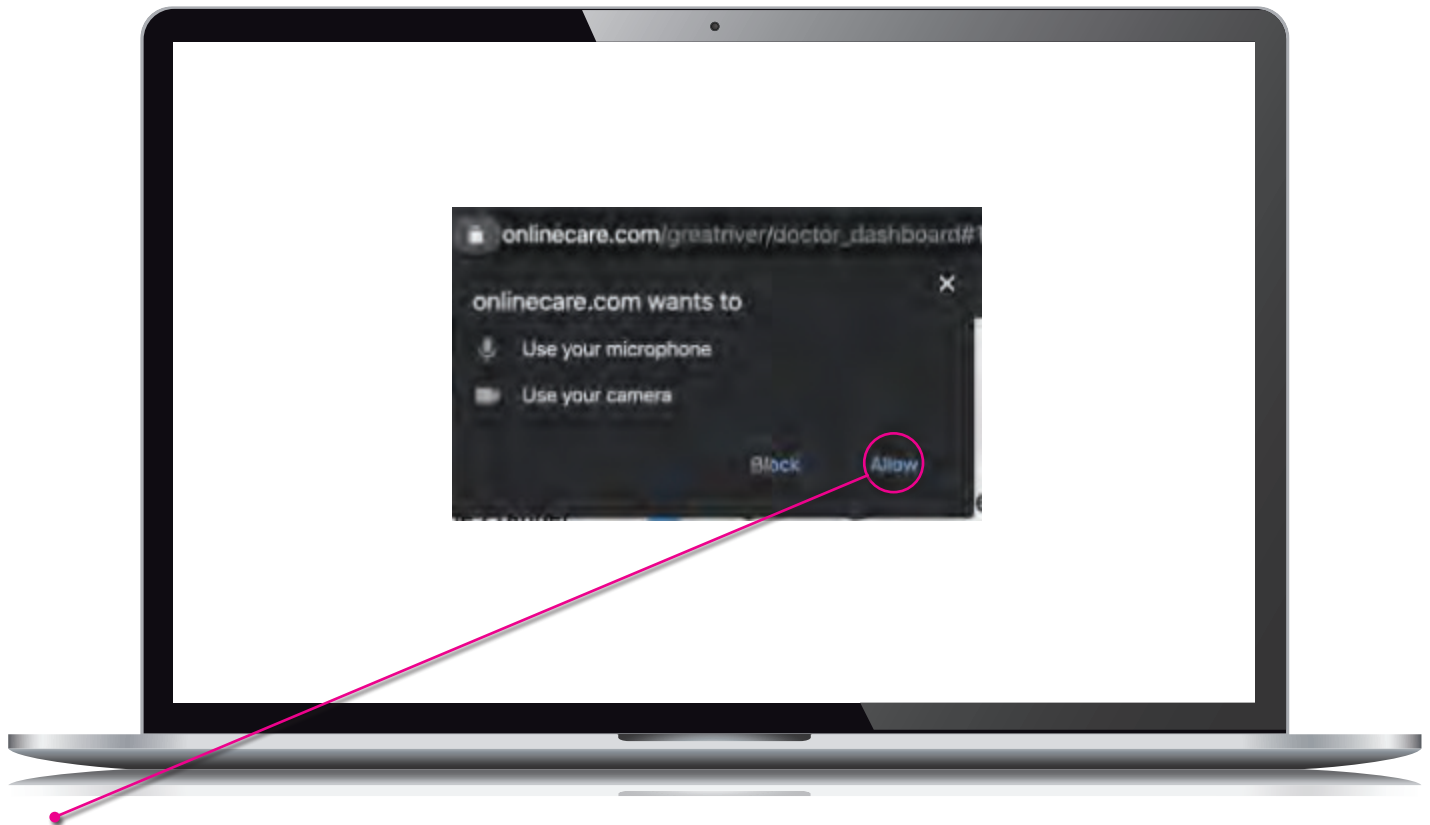 onlinecare.com/greatriver/doctor_dashboard#1
onlinecare.com wants to
Use your microphone
Use your camera
Block
Allow